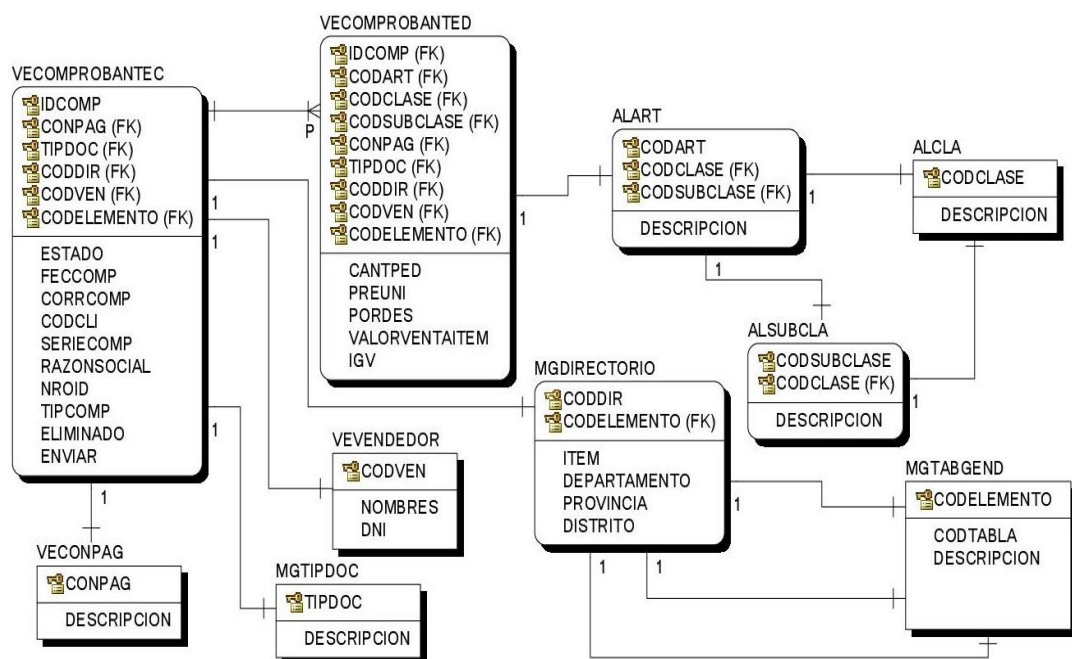 VECOMPROBANTEC
IDCOMP
CONPAG (FK)
TIPDOC (FK)
CODDIR (FK)
CODVEN (FK)
CODELEMENTO (FK)
ESTADO
FECCOMP
CORRCOMP
CODCLI
SERIECOMP
RAZONSOCIAL
NROID
TIPCOMP
ELIMINADO
ENVIAR
1
1
1
1
P
VECOMPROBANTED
IDCOMP (FK)
CODART (FK)
CODCLASE (FK)
CODSUBCLASE (FK)
CONPAG (FK)
TIPDOC (FK)
CODDIR (FK)
CODVEN (FK)
CODELEMENTO (FK)
CANTPED
PREUNI
PORDES
VALORVENTAITEM
IGV
1
ALART
CODART
CODCLASE (FK)
CODSUBCLASE (FK)
DESCRIPCION
1
1
ALCLA
CODCLASE
DESCRIPCION
ALSUBCLA
CODSUBCLASE
CODCLASE (FK)
DESCRIPCION
1
MGDIRECTORIO
CODDIR
CODELEMENTO (FK)
ITEM
DEPARTAMENTO
PROVINCIA
DISTRITO
1
1
1
MGTABGEND
CODELEMENTO
CODTABLA
DESCRIPCION
VEVENDEDOR
CODVEN
NOMBRES
DNI
VECONPAG
CONPAG
DESCRIPCION
MGTIPDOC
TIPDOC
DESCRIPCION